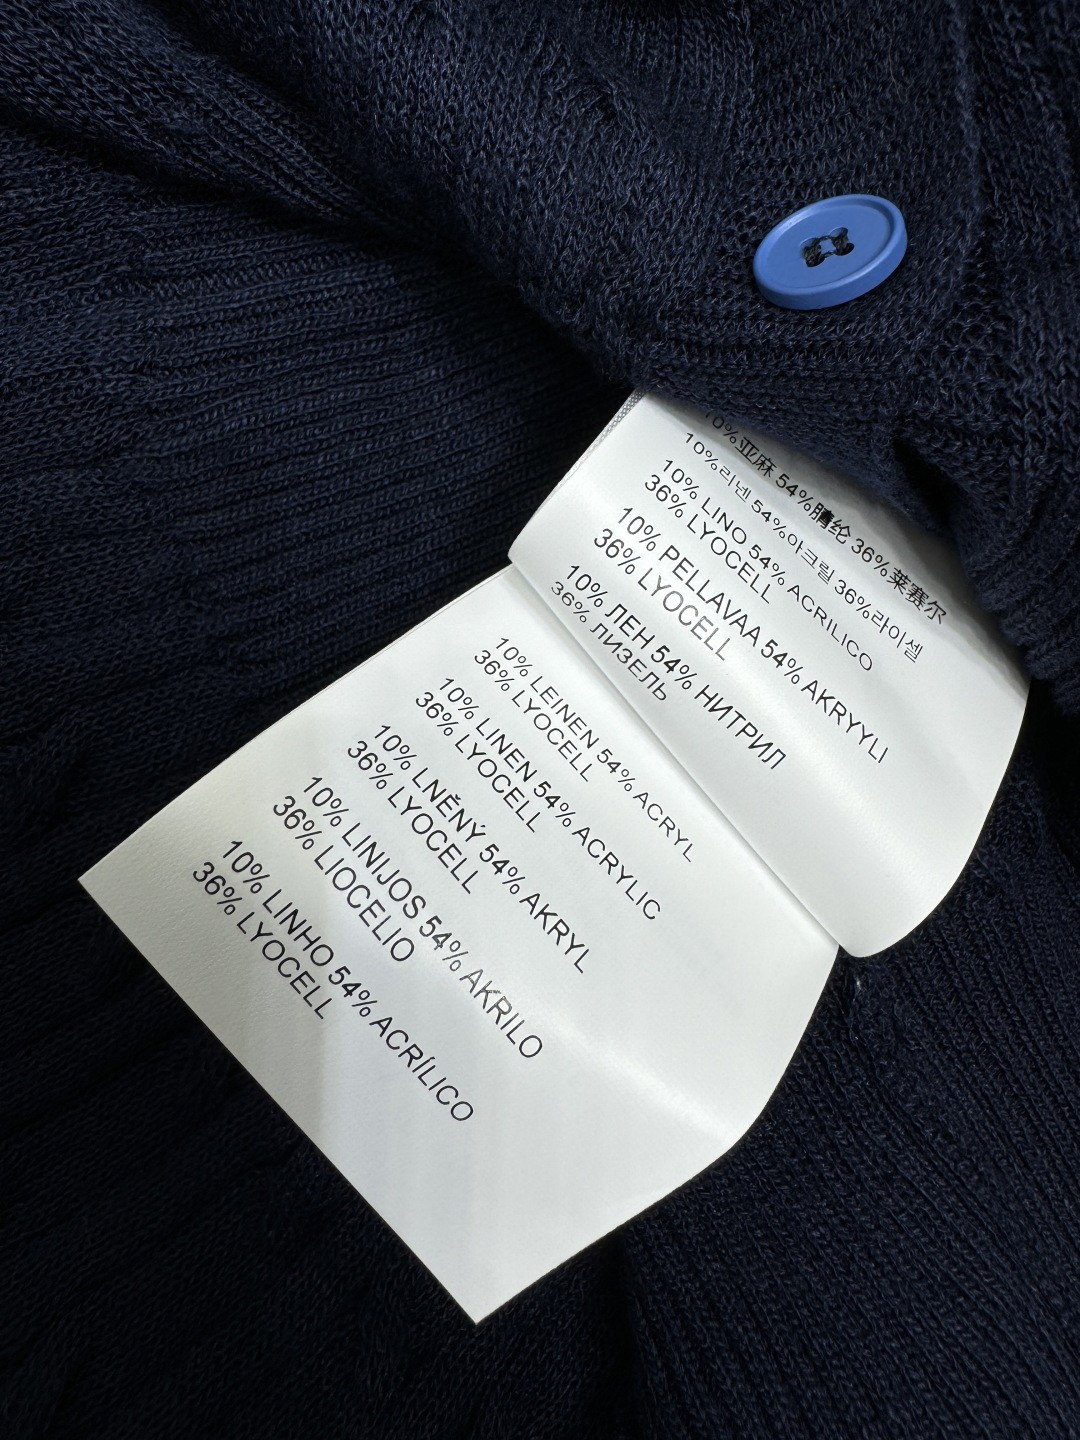 10%亚麻 54%腈纶 36%莱赛尔
10%리넨 54%아크릴 36%라이셀
10% LINO 54% ACRILICO
36% LYOCELL
10% PELLAVAA 54% AKRYYLI
36% LYOCELL
10% ЛЕН 54% НИТРИЛ
36% ЛИЗЕЛЬ
10% LEINEN 54% ACRYL
36% LYOCELL
10% LINEN 54% ACRYLIC
36% LYOCELL
10% LNĚNÝ 54% AKRYL
36% LYOCELL
10% LINIJOS 54% AKRILO
36% LIOCELIO
10% LINHO 54% ACRÍLICO
36% LYOCELL